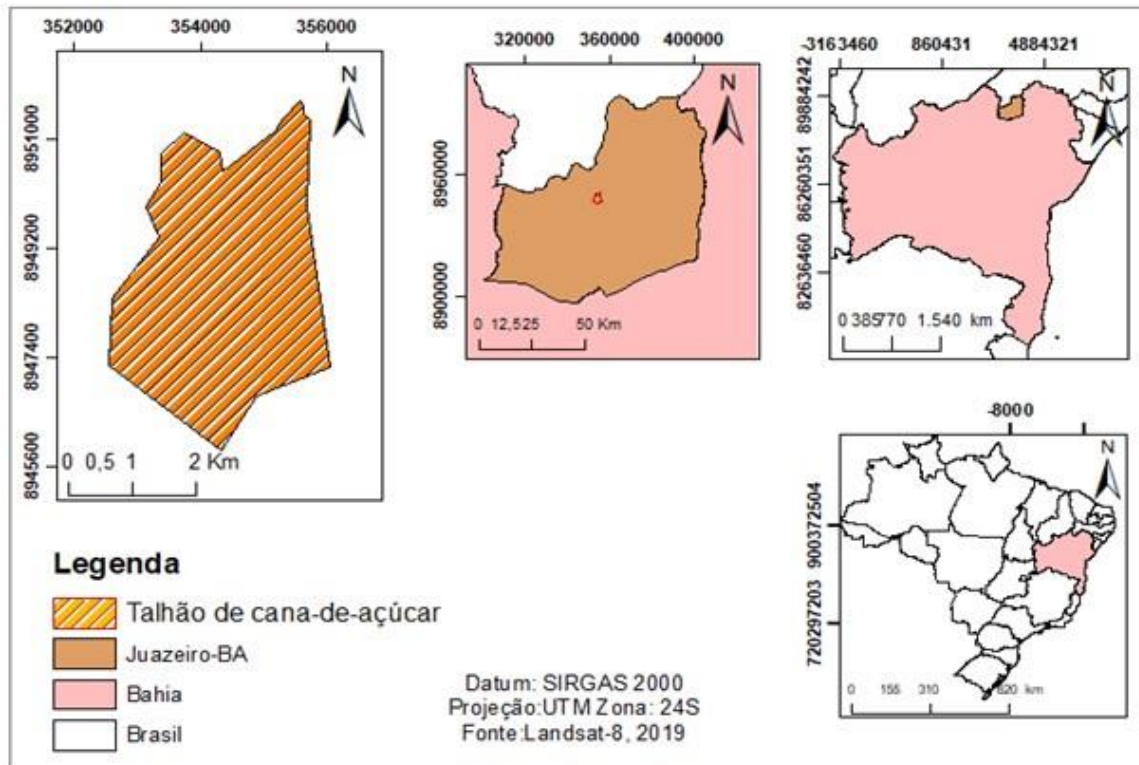 352000 354000 356000
N
8951000
8949200
8947400
8945600
0 0,5 1 2 Km
320000 360000 400000
N
8960000
8900000
0 12,525 50 Km
-3163460 860431 4884321
N
89884242
86260351
82636460
0 385770 1.540 km
-8000
N
900372504
720297203
0 155 310 620 km
Legenda
Talhão de cana-de-açúcar
Juazeiro-BA
Bahia
Brasil
Datum: SIRGAS 2000
Projeção:UTM Zona: 24S
Fonte:Landsat-8, 2019